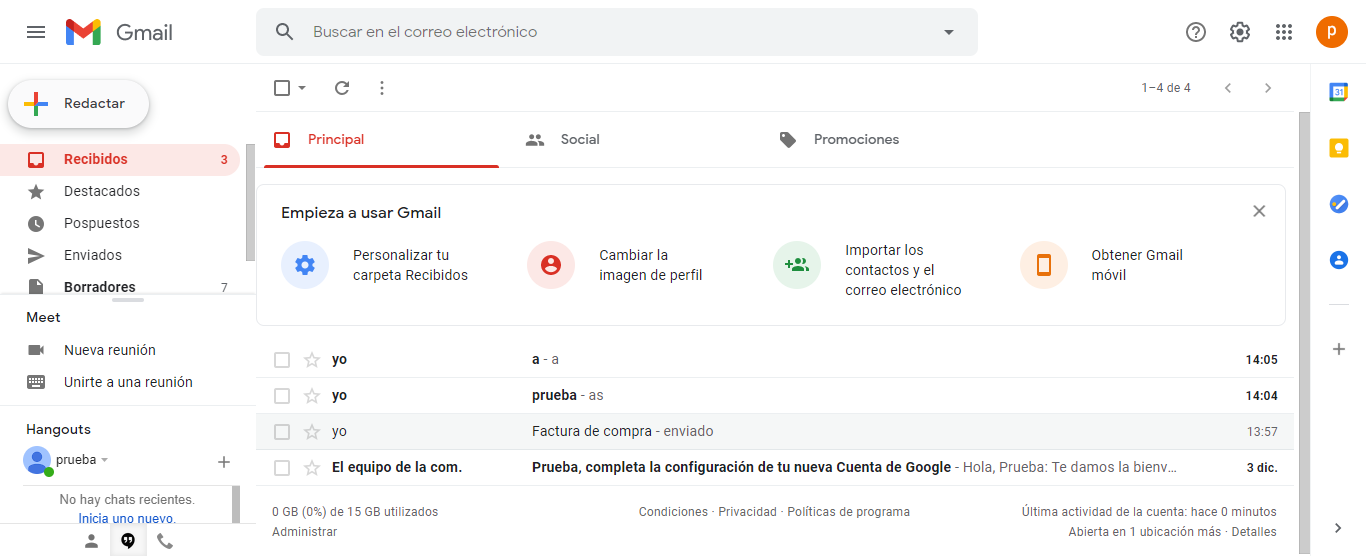 Gmail
Buscar en el correo electrónico
p
Redactar
1–4 de 4
31
Recibidos 3
Destacados
Pospuestos
Enviados
Borradores 7
Principal
Social
Promociones
Empieza a usar Gmail
Personalizar tu
carpeta Recibidos
Cambiar la
imagen de perfil
Importar los
contactos y el
correo electrónico
Obtener Gmail
móvil
Meet
Nueva reunión
Unirte a una reunión
Hangouts
prueba
No hay chats recientes.
Inicia uno nuevo.
yo a - a 14:05
yo prueba - as 14:04
yo Factura de compra - enviado 13:57
El equipo de la com. Prueba, completa la configuración de tu nueva Cuenta de Google - Hola, Prueba: Te damos la bienv… 3 dic.
0 GB (0%) de 15 GB utilizados
Administrar
Condiciones · Privacidad · Políticas de programa
Última actividad de la cuenta: hace 0 minutos
Abierta en 1 ubicación más · Detalles